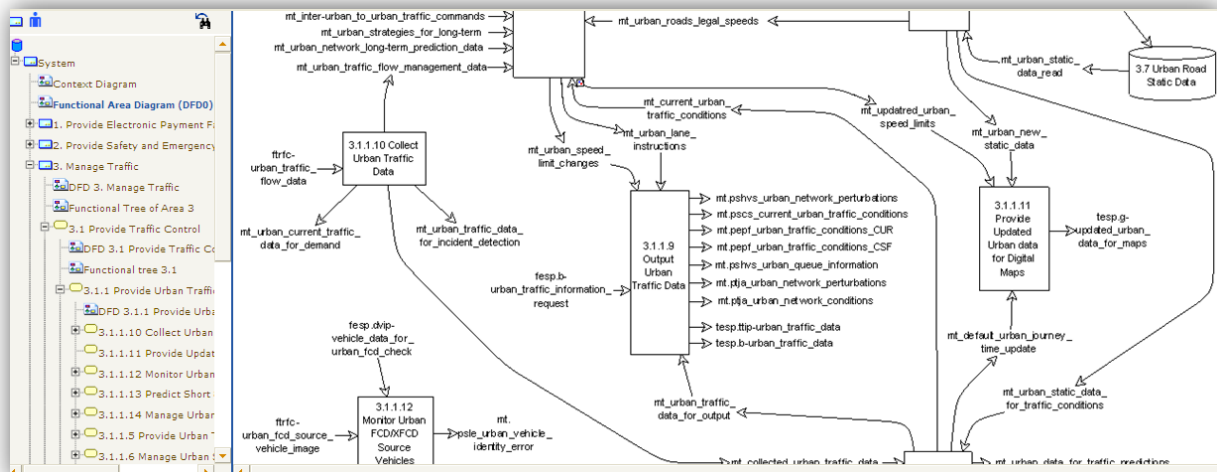 System
Context Diagram
Functional Area Diagram (DFD0)
1. Provide Electronic Payment Fa
2. Provide Safety and Emergency
3. Manage Traffic
DFD 3. Manage Traffic
Functional Tree of Area 3
3.1 Provide Traffic Control
DFD 3.1 Provide Traffic Co
Functional tree 3.1
3.1.1 Provide Urban Traffi
DFD 3.1.1 Provide Urba
3.1.1.10 Collect Urban
3.1.1.11 Provide Updat
3.1.1.12 Monitor Urban
3.1.1.13 Predict Short
3.1.1.14 Manage Urban
3.1.1.5 Provide Urban T
3.1.1.6 Manage Urban S
mt_inter-urban_to_urban_traffic_commands
mt_urban_strategies_for_long-term
mt_urban_network_long-term_prediction_data
mt_urban_traffic_flow_management_data
mt_urban_roads_legal_speeds
mt_urban_static_
data_read
3.7 Urban Road
Static Data
mt_current_urban_
traffic_conditions
mt_updatred_urban_
speed_limits
mt_urban_new_
static_data
mt_urban_lane_
instructions
mt_urban_speed_
limit_changes
3.1.1.10 Collect
Urban Traffic
Data
ftrfc-
urban_traffic_
flow_data
mt_urban_current_traffic_
data_for_demand
mt_urban_traffic_data_
for_incident_detection
3.1.1.9
Output
Urban
Traffic Data
fesp.b-
urban_traffic_information_
request
mt.pshvs_urban_network_perturbations
mt.pscs_current_urban_traffic_conditions
mt.pepf_urban_traffic_conditions_CUR
mt.pepf_urban_traffic_conditions_CSF
mt.pshvs_urban_queue_information
mt.ptja_urban_network_perturbations
mt.ptja_urban_network_conditions
tesp.ttip-urban_traffic_data
tesp.b-urban_traffic_data
3.1.1.11
Provide
Updated
Urban data
for Digital
Maps
tesp.g-
updated_urban_
data_for_maps
mt_default_urban_journey_
time_update
mt_urban_static_data_
for_traffic_conditions
fesp.dvip-
vehicle_data_for_
urban_fcd_check
3.1.1.12
Monitor Urban
FCD/XFCD
Source
Vehicles
ftrfc-
urban_fcd_source_
vehicle_image
mt.
psle_urban_vehicle_
identity_error
mt_urban_traffic_
data_for_output
mt_collected_urban_traffic_data
mt_urban_data_for_traffic_predictions